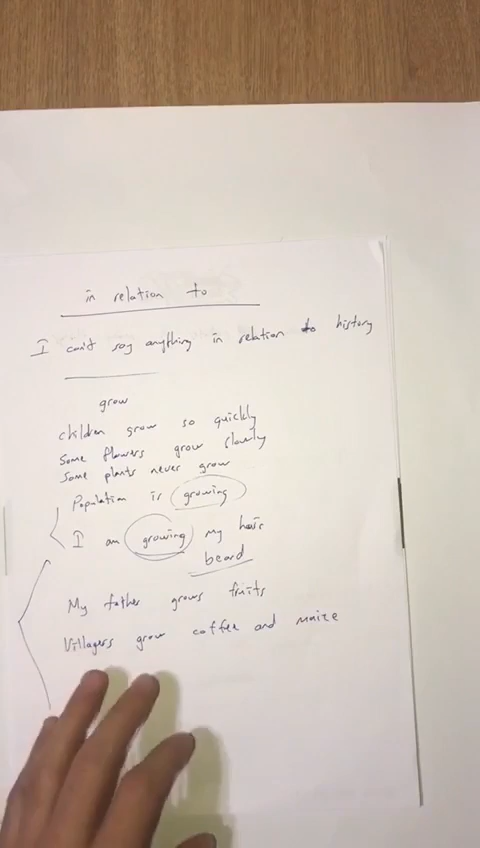 in relation to
I can't say anything in relation to history
grow
children grow so quickly
Some flowers grow slowly
Some plants never grow
Population is growing
I am growing my hair
beard
My father grows fruits
Villagers grow coffee and maize